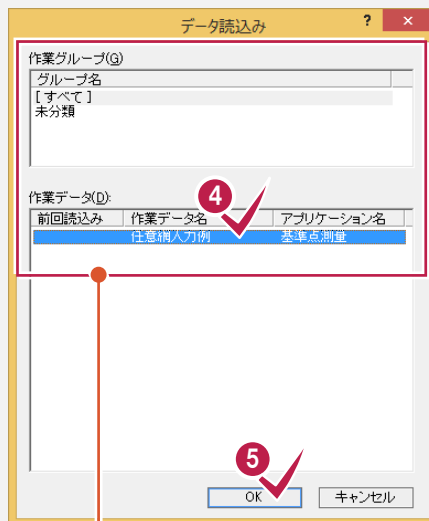 データ読込み ? ×
作業グループ(G)
グループ名
[すべて]
未分類
作業データ(D):
4
前回読込み 作業データ名 アプリケーション名
任意網入力例 基準点測量
5
OK キャンセル